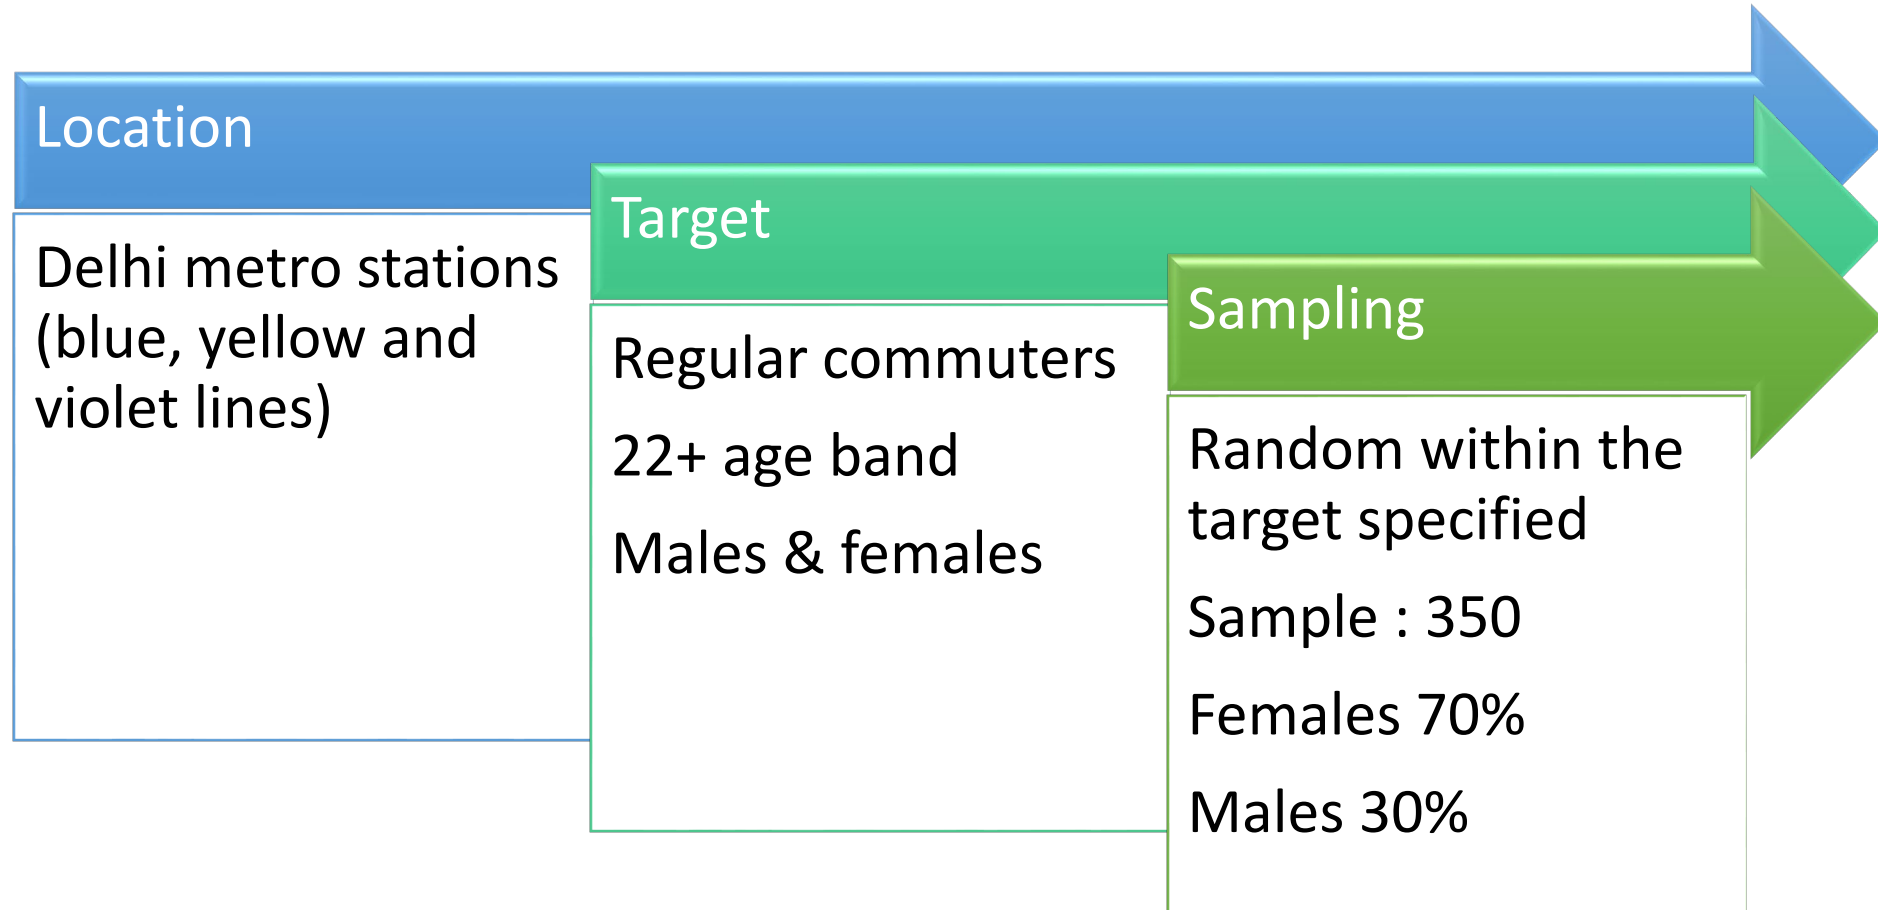 Location
Delhi metro stations
(blue, yellow and
violet lines)
Target
Regular commuters
22+ age band
Males & females
Sampling
Random within the
target specified
Sample : 350
Females 70%
Males 30%